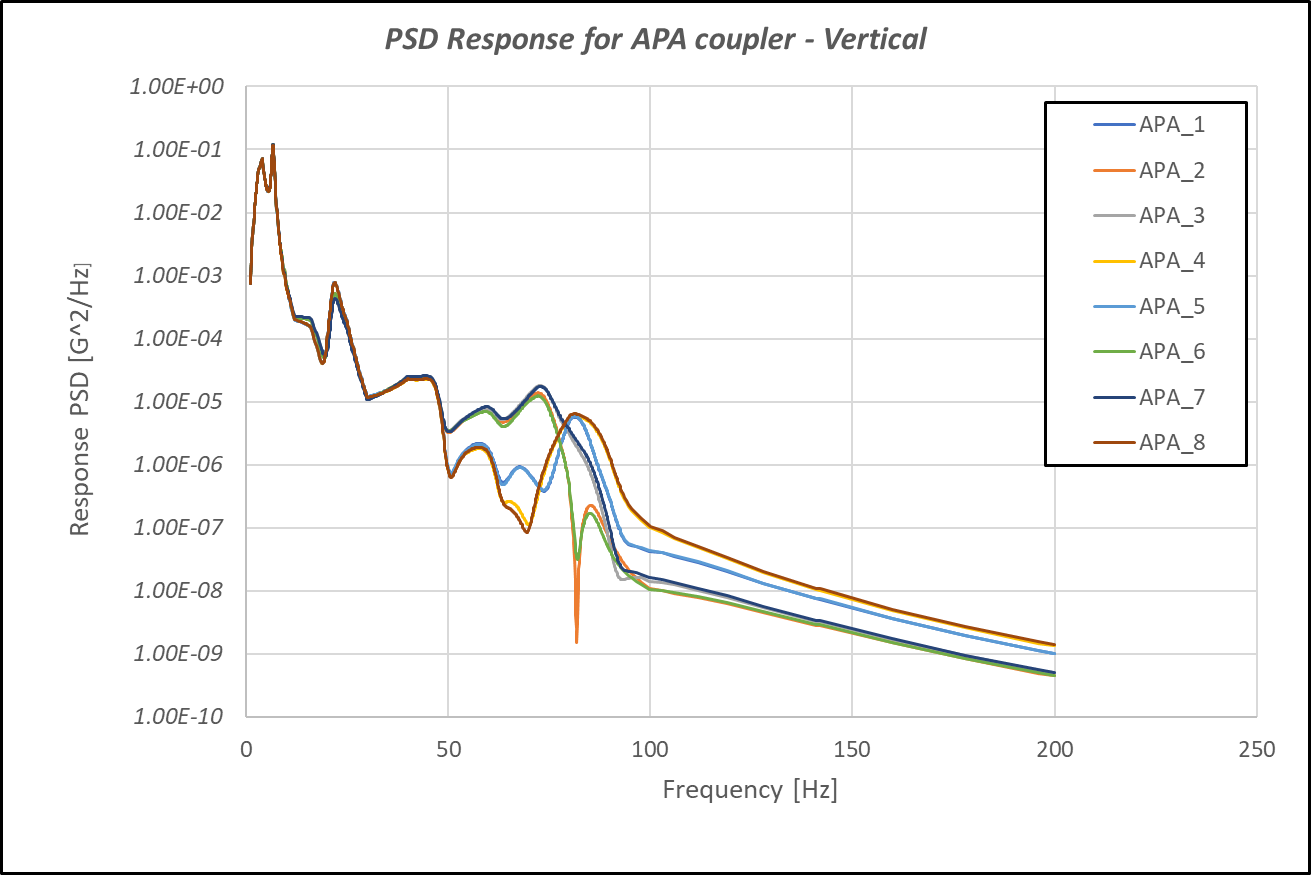 PSD Response for APA coupler - Vertical
1.00E+00
1.00E-01
1.00E-02
1.00E-03
1.00E-04
1.00E-05
1.00E-06
1.00E-07
1.00E-08
1.00E-09
1.00E-10
Response PSD [G^2/Hz]
0 50 100 150 200 250
Frequency [Hz]
APA_1
APA_2
APA_3
APA_4
APA_5
APA_6
APA_7
APA_8